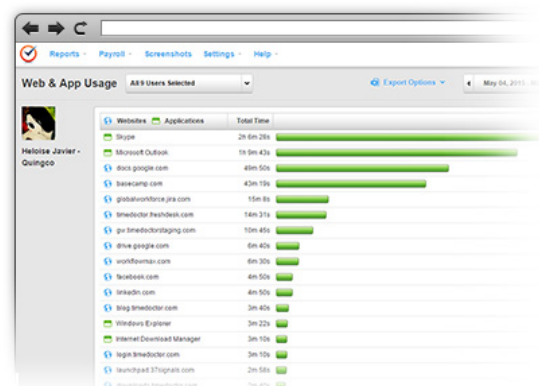 Reports Payroll Screenshots Settings Help
Web & App Usage All 9 Users Selected Export Options May 04, 2015
Heloise Javier -
Quingco
Websites Applications Total Time
Skype 2h 6m 28s
Microsoft Outlook 1h 9m 43s
docs.google.com 49m 50s
basecamp.com 43m 19s
globalworkforce.jira.com 15m 8s
timedoctor.freshdesk.com 14m 31s
gw.timedoctorstaging.com 10m 45s
drive.google.com 6m 40s
workflowmax.com 6m 30s
facebook.com 4m 50s
linkedin.com 4m 50s
blog.timedoctor.com 3m 40s
Windows Explorer 3m 22s
Internet Download Manager 3m 10s
login.timedoctor.com 3m 10s
launchpad.37signals.com 2m 58s